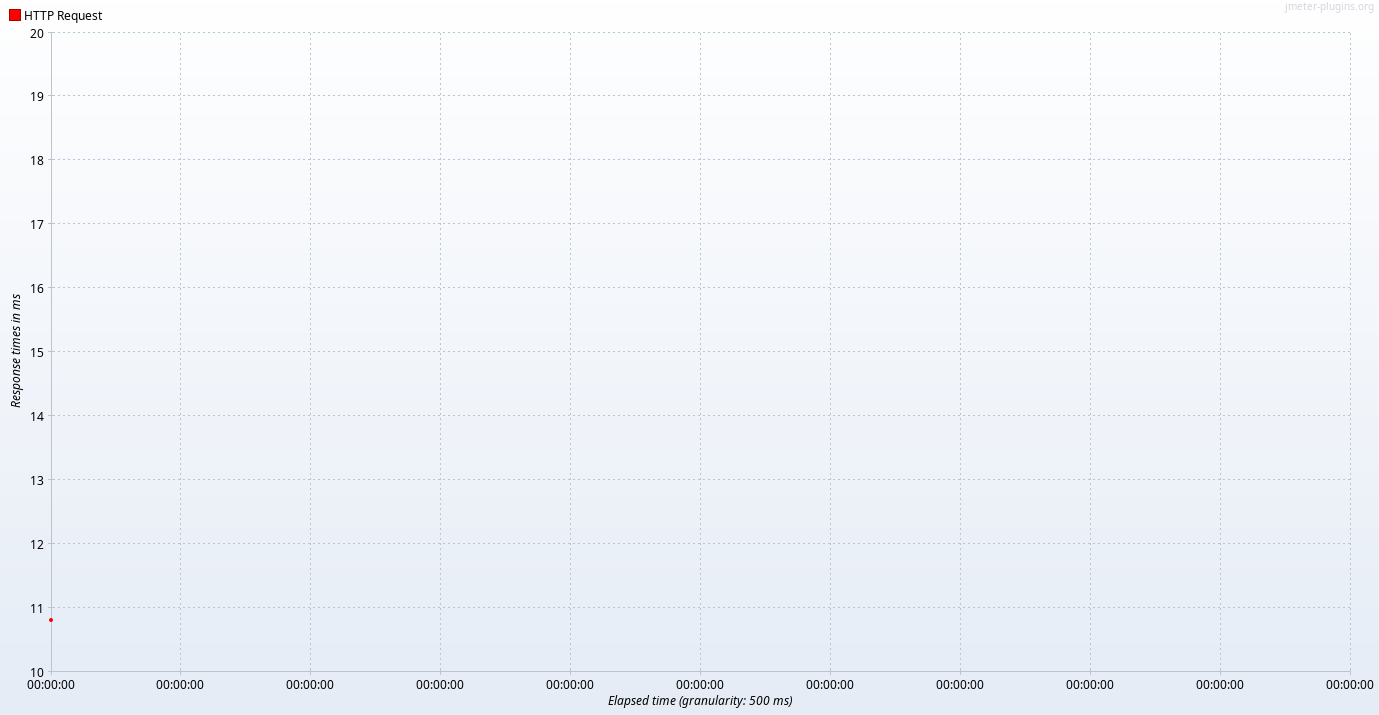 HTTP Request
jmeter-plugins.org
20
19
18
17
16
15
14
13
12
11
10
Response times in ms
00:00:00 00:00:00 00:00:00 00:00:00 00:00:00 00:00:00 00:00:00 00:00:00 00:00:00 00:00:00 00:00:00
Elapsed time (granularity: 500 ms)